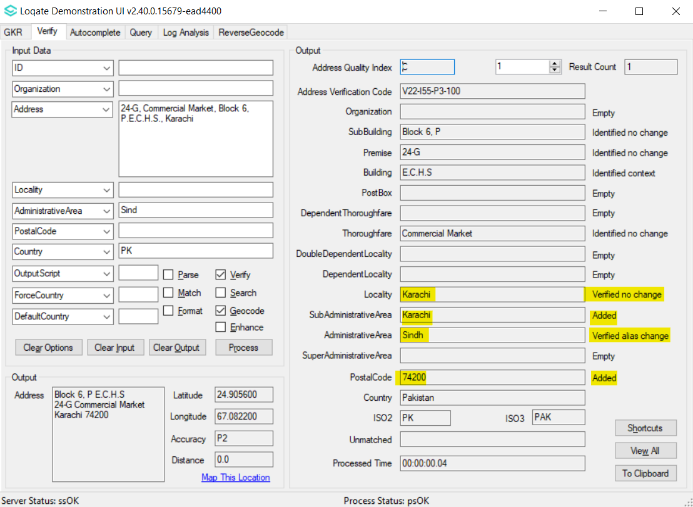 Loqate Demonstration UI v2.40.0.15679-ead4400
GKR Verify Autocomplete Query Log Analysis ReverseGeocode
Input Data
ID
Organization
Address 24-G, Commercial Market, Block 6,
P.E.C.H.S., Karachi
Locality
AdministrativeArea Sind
PostalCode
Country PK
OutputScript Parse Verify
ForceCountry Match Search
DefaultCountry Format Geocode
Enhance
Clear Options Clear Input Clear Output Process
Output
Address Block 6, P E.C.H.S
24-G Commercial Market
Karachi 74200
Latitude 24.905600
Longitude 67.082200
Accuracy P2
Distance 0.0
Map This Location
Output
Address Quality Index 1 Result Count 1
Address Verification Code V22-I55-P3-100
Organization Empty
SubBuilding Block 6, P Identified no change
Premise 24-G Identified no change
Building E.C.H.S Identified context
PostBox Empty
DependentThoroughfare Empty
Thoroughfare Commercial Market Identified no change
DoubleDependentLocality Empty
DependentLocality Empty
Locality Karachi Verified no change
SubAdministrativeArea Karachi Added
AdministrativeArea Sindh Verified alias change
SuperAdministrativeArea Empty
PostalCode 74200 Added
Country Pakistan
ISO2 PK ISO3 PAK
Unmatched
Processed Time 00:00:00.04
Shortcuts
View All
To Clipboard
Server Status: ssOK Process Status: psOK